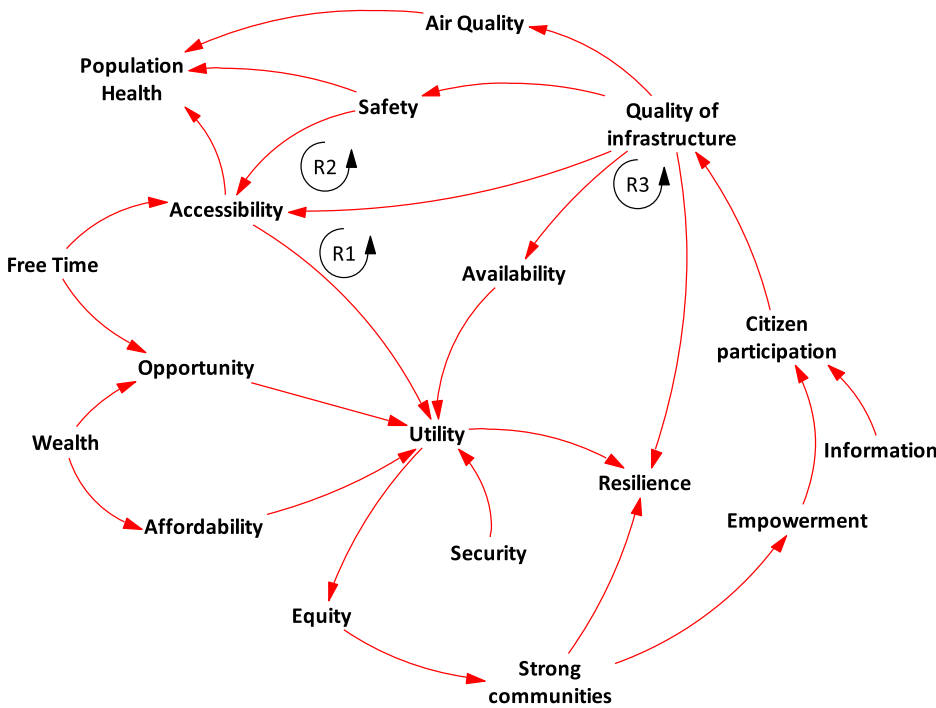 Air Quality
Population
Health
Safety
Quality of
infrastructure
R2
R3
Accessibility
R1
Free Time
Availability
Citizen
participation
Opportunity
Wealth
Utility
Information
Resilience
Affordability
Empowerment
Security
Equity
Strong
communities